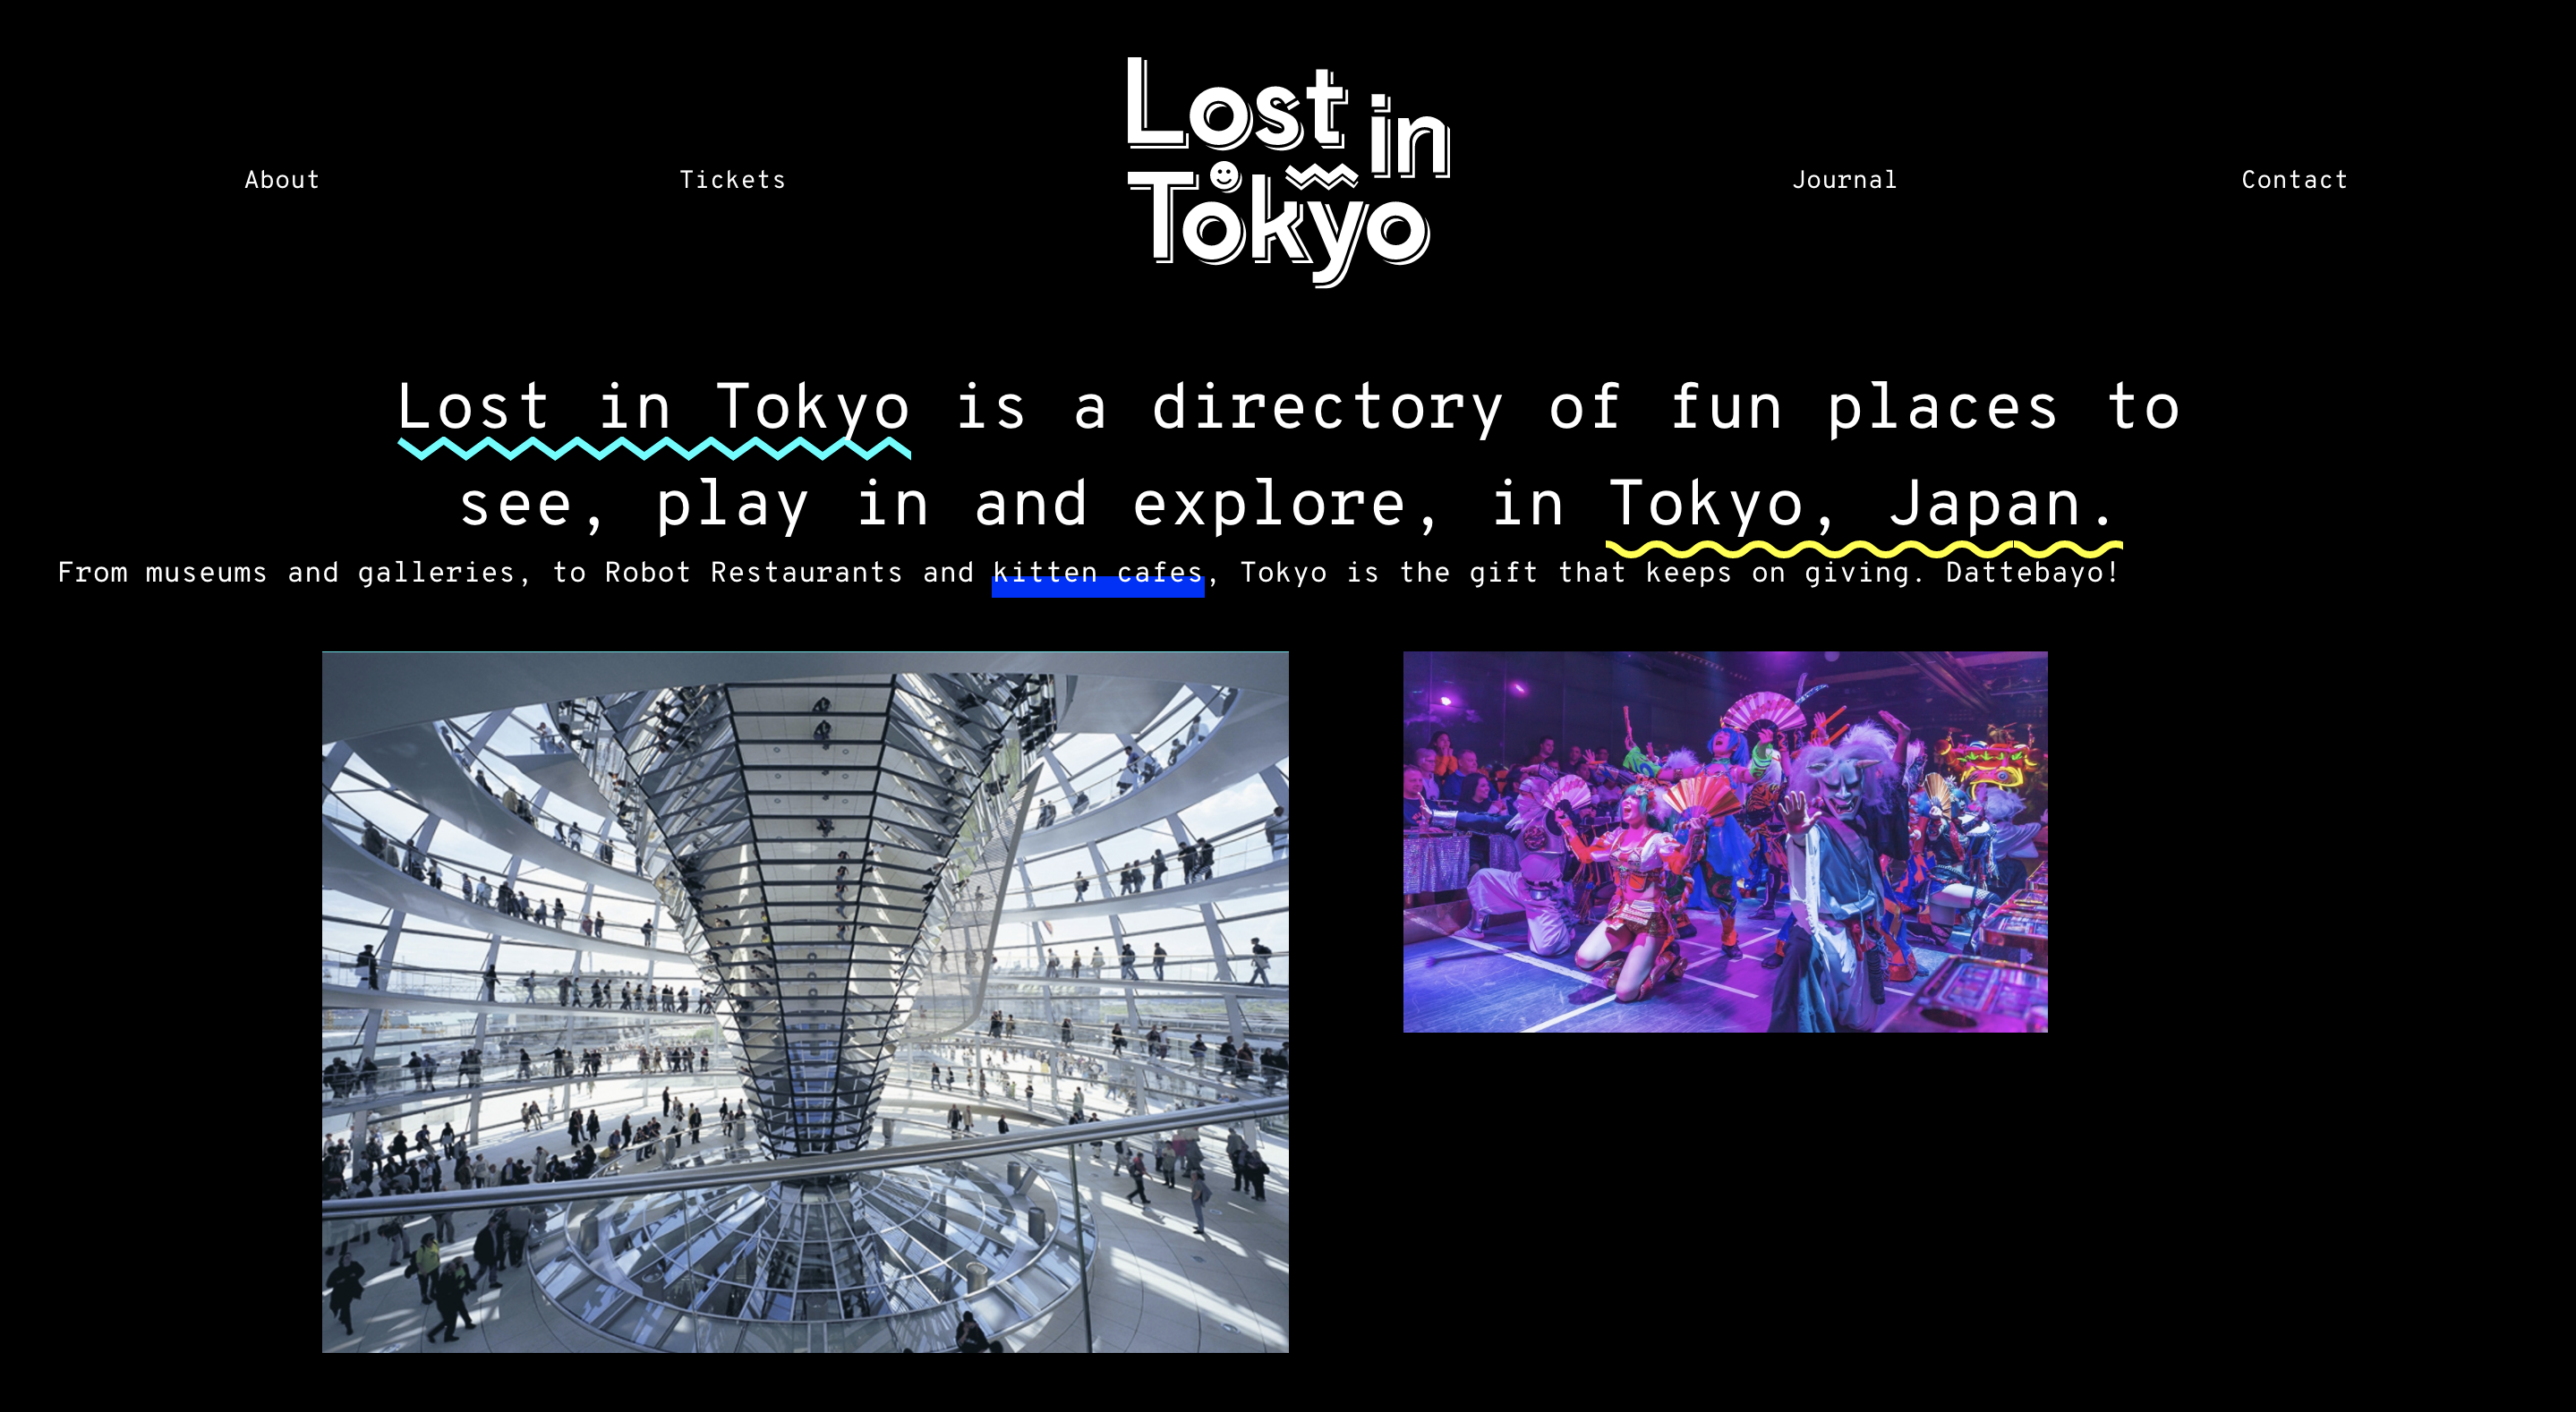 About
Tickets
Lost in
Tokyo
Journal
Contact
Lost in Tokyo is a directory of fun places to
see, play in and explore, in Tokyo, Japan.
From museums and galleries, to Robot Restaurants and kitten cafes, Tokyo is the gift that keeps on giving. Dattebayo!